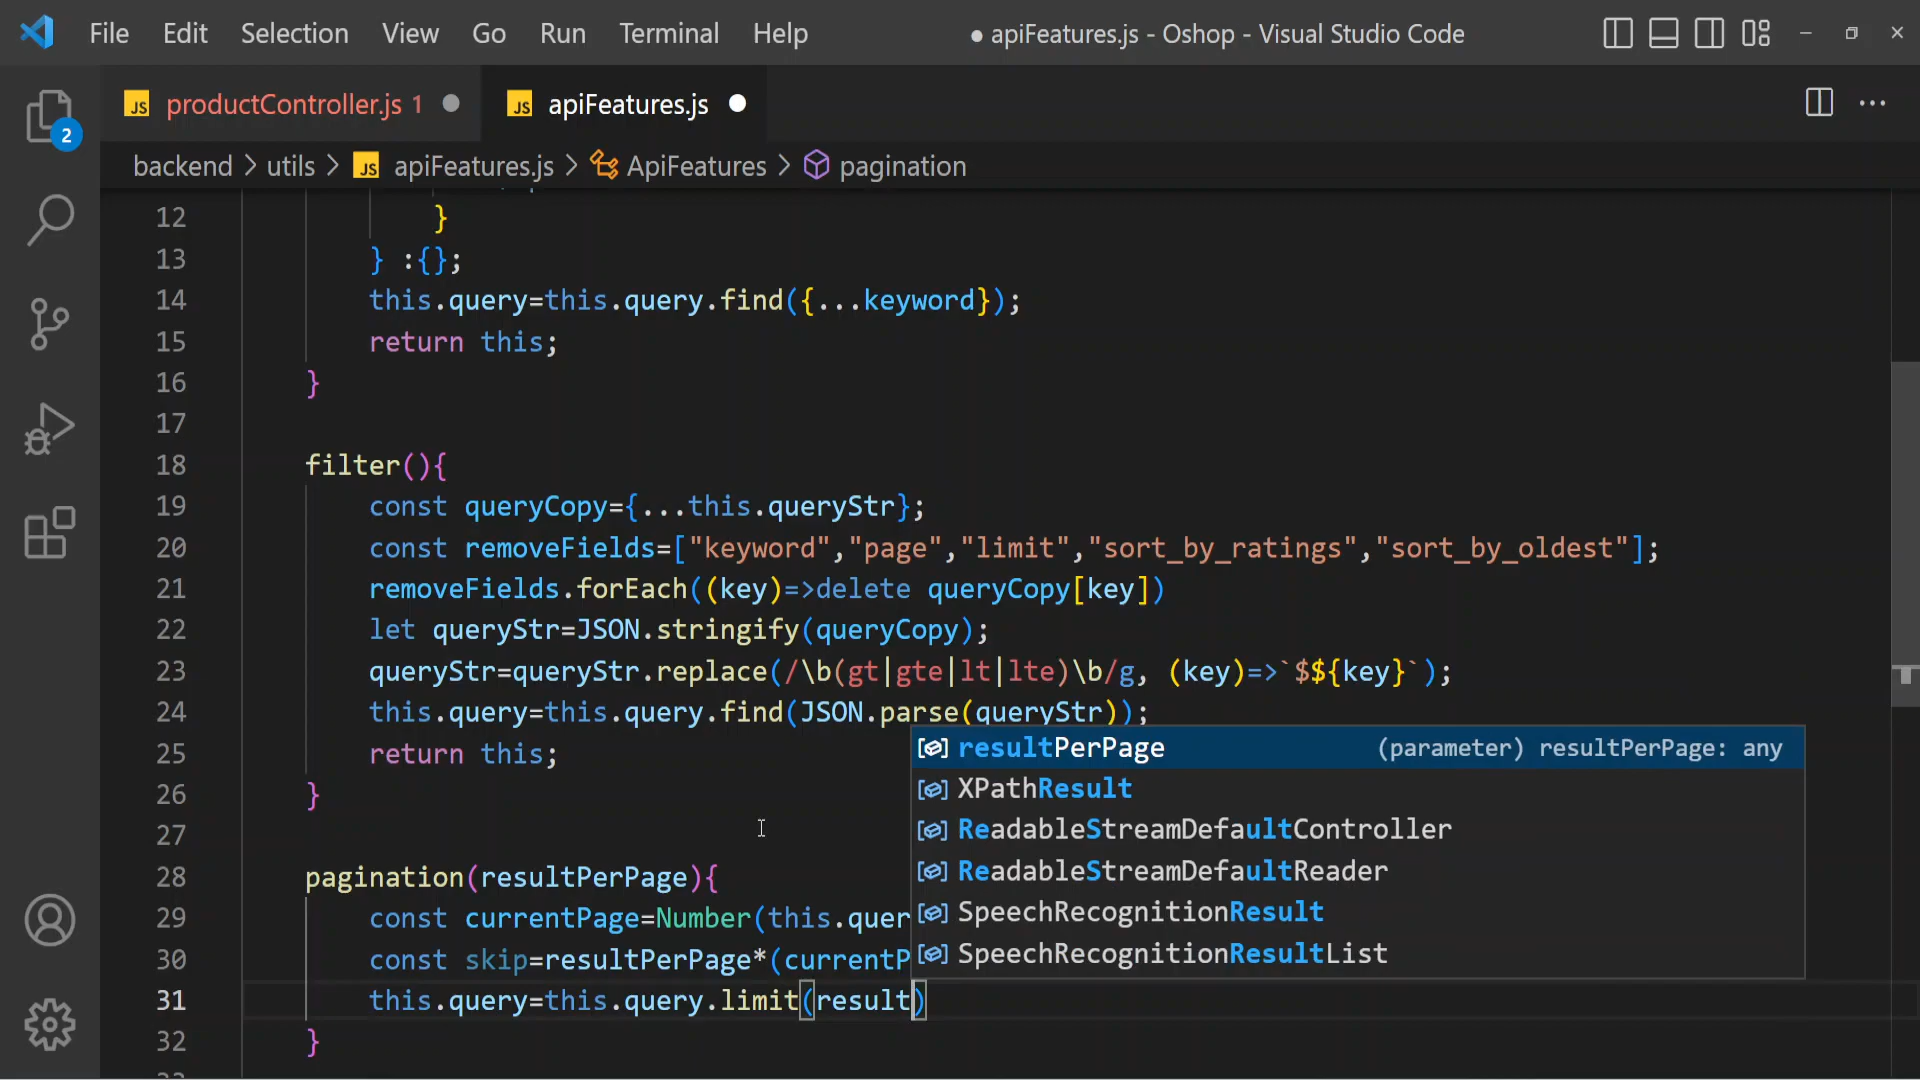 File Edit Selection View Go Run Terminal Help ● apiFeatures.js - Oshop - Visual Studio Code
2
JS productController.js 1 JS apiFeatures.js
backend > utils > JS apiFeatures.js > ApiFeatures > pagination
12 }
13 } :{};
14 this.query=this.query.find({...keyword});
15 return this;
16 }
17
18 filter(){
19 const queryCopy={...this.queryStr};
20 const removeFields=["keyword","page","limit","sort_by_ratings","sort_by_oldest"];
21 removeFields.forEach((key)=>delete queryCopy[key])
22 let queryStr=JSON.stringify(queryCopy);
23 queryStr=queryStr.replace(/\b(gt|gte|lt|lte)\b/g, (key)=>`$${key}`);
24 this.query=this.query.find(JSON.parse(queryStr));
25 return this;
26 }
27
28 pagination(resultPerPage){
29 const currentPage=Number(this.quer
30 const skip=resultPerPage*(currentP
31 this.query=this.query.limit(result)
32 }
resultPerPage (parameter) resultPerPage: any
XPathResult
ReadableStreamDefaultController
ReadableStreamDefaultReader
SpeechRecognitionResult
SpeechRecognitionResultList